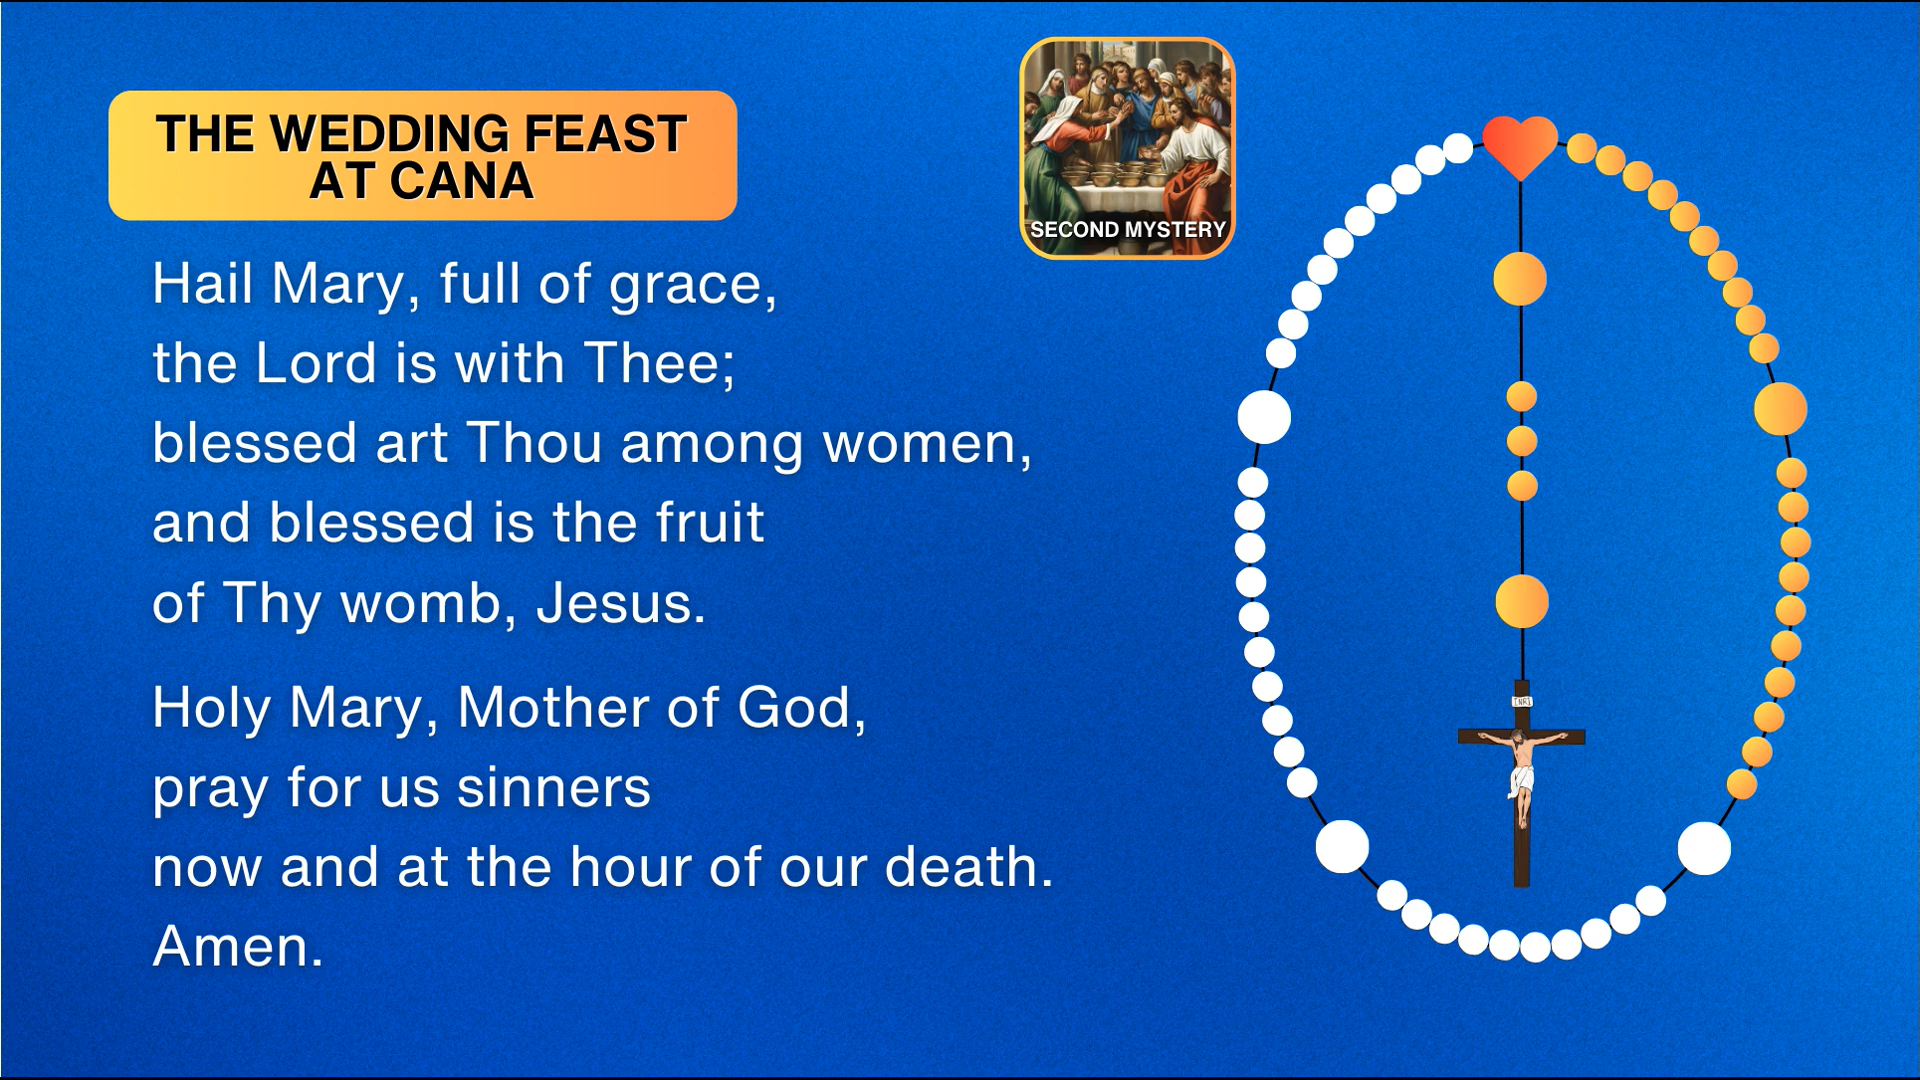 THE WEDDING FEAST
AT CANA
SECOND MYSTERY
Hail Mary, full of grace,
the Lord is with Thee;
blessed art Thou among women,
and blessed is the fruit
of Thy womb, Jesus.
Holy Mary, Mother of God,
pray for us sinners
now and at the hour of our death.
Amen.
INRI